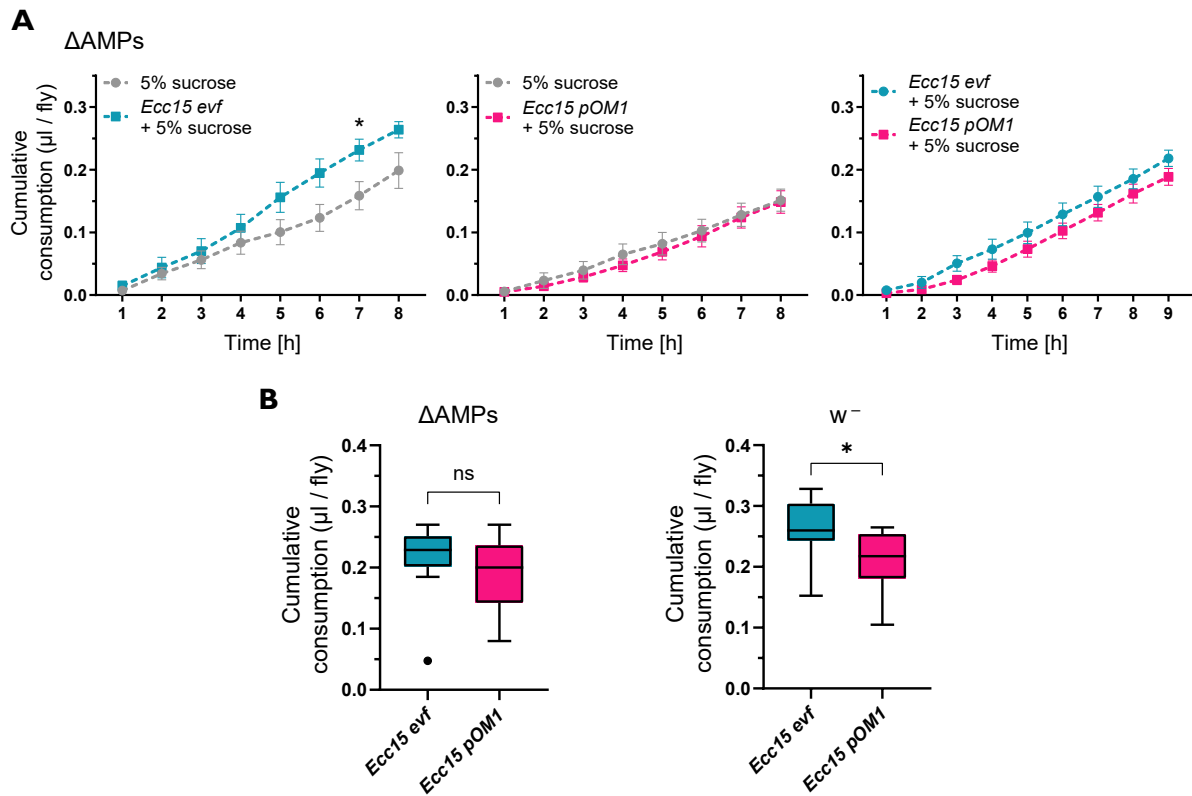 A
ΔAMPs
5% sucrose
Ecc15 evf
+ 5% sucrose
Cumulative
consumption (µl / fly)
0.3
0.2
0.1
0.0
*
1 2 3 4 5 6 7 8
Time [h]
5% sucrose
Ecc15 pOM1
+ 5% sucrose
0.3
0.2
0.1
0.0
1 2 3 4 5 6 7 8
Time [h]
Ecc15 evf
+ 5% sucrose
Ecc15 pOM1
+ 5% sucrose
0.3
0.2
0.1
0.0
1 2 3 4 5 6 7 8 9
Time [h]
B
ΔAMPs
Cumulative
consumption (µl / fly)
0.4
0.3
0.2
0.1
0.0
ns
Ecc15 evf
Ecc15 pOM1
w⁻
Cumulative
consumption (µl / fly)
0.4
0.3
0.2
0.1
0.0
*
Ecc15 evf
Ecc15 pOM1